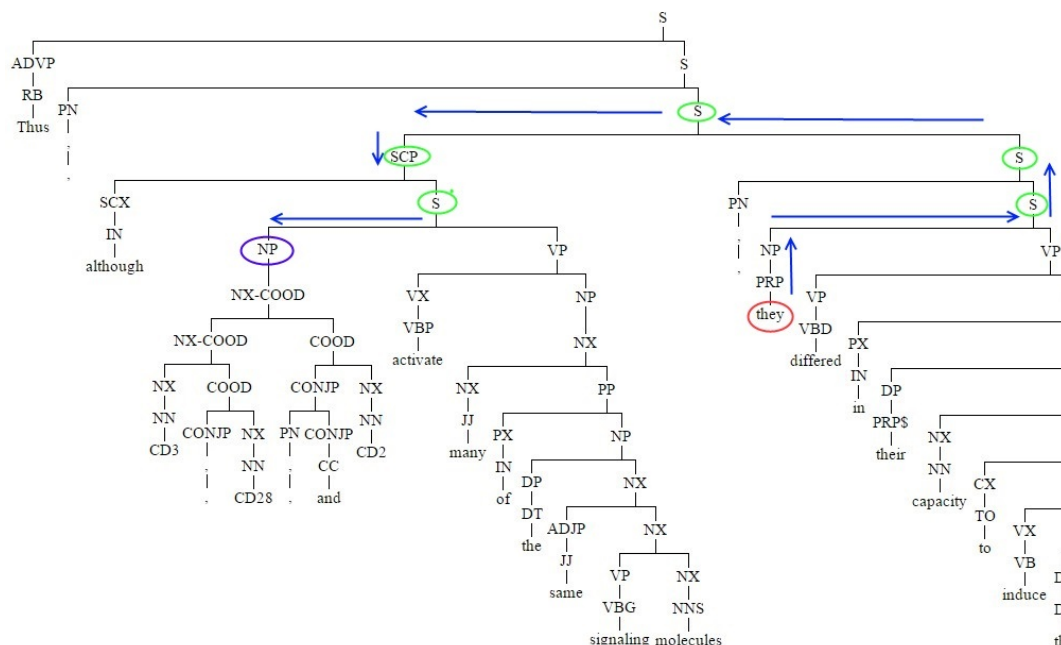 S
ADVP S
RB PN S
Thus , SCP S
SCX S PN S
IN NP VP , NP VP
although NX-COOD VX NP PRP VP
NX-COOD COOD VBP NX they VBD PX
NX COOD CONJP NX activate NX PP differed IN DP
NN CONJP NX PN CONJP NN JJ PX NP in PRP$ NX
CD3 , NN , CC CD2 many IN DP NX their NN CX
CD28 and of DT ADJP NX capacity TO VX
the JJ VP NX to VB
same VBG NNS induce D
signaling molecules D
th